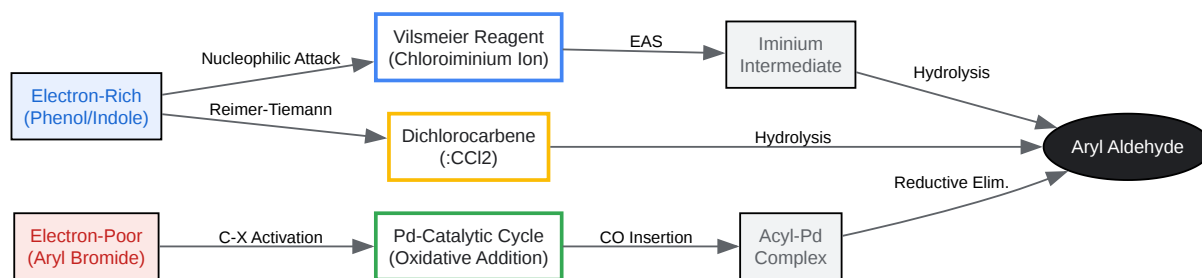 Electron-Rich
(Phenol/Indole)
Nucleophilic Attack
Reimer-Tiemann
Vilsmeier Reagent
(Chloroiminium Ion)
EAS
Iminium
Intermediate
Hydrolysis
Dichlorocarbene
(:CCl2)
Hydrolysis
Aryl Aldehyde
Electron-Poor
(Aryl Bromide)
C-X Activation
Pd-Catalytic Cycle
(Oxidative Addition)
CO Insertion
Acyl-Pd
Complex
Reductive Elim.